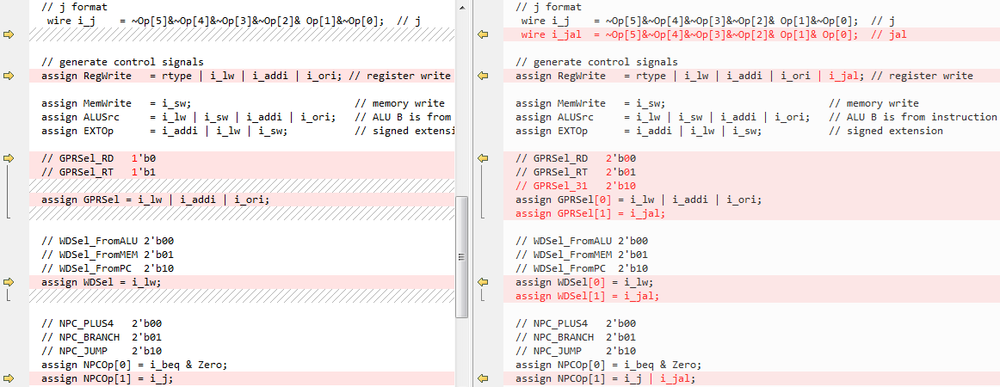 // j format
wire i_j    = ~Op[5]&~Op[4]&~Op[3]&~Op[2]& Op[1]&~Op[0];  // j
// generate control signals
assign RegWrite   = rtype | i_lw | i_addi | i_ori; // register write
assign MemWrite   = i_sw;                          // memory write
assign ALUSrc     = i_lw | i_sw | i_addi | i_ori;   // ALU B is from
assign EXTOp      = i_addi | i_lw | i_sw;           // signed extensi
// GPRSel_RD   1'b0
// GPRSel_RT   1'b1
assign GPRSel = i_lw | i_addi | i_ori;
// WDSel_FromALU 2'b00
// WDSel_FromMEM 2'b01
// WDSel_FromPC  2'b10
assign WDSel = i_lw;
// NPC_PLUS4   2'b00
// NPC_BRANCH  2'b01
// NPC_JUMP    2'b10
assign NPCOp[0] = i_beq & Zero;
assign NPCOp[1] = i_j;
// j format
wire i_j    = ~Op[5]&~Op[4]&~Op[3]&~Op[2]& Op[1]&~Op[0];  // j
wire i_jal  = ~Op[5]&~Op[4]&~Op[3]&~Op[2]& Op[1]& Op[0];  // jal
// generate control signals
assign RegWrite   = rtype | i_lw | i_addi | i_ori | i_jal; // register write
assign MemWrite   = i_sw;                           // memory write
assign ALUSrc     = i_lw | i_sw | i_addi | i_ori;   // ALU B is from instruction
assign EXTOp      = i_addi | i_lw | i_sw;           // signed extension
// GPRSel_RD   2'b00
// GPRSel_RT   2'b01
// GPRSel_31   2'b10
assign GPRSel[0] = i_lw | i_addi | i_ori;
assign GPRSel[1] = i_jal;
// WDSel_FromALU 2'b00
// WDSel_FromMEM 2'b01
// WDSel_FromPC  2'b10
assign WDSel[0] = i_lw;
assign WDSel[1] = i_jal;
// NPC_PLUS4   2'b00
// NPC_BRANCH  2'b01
// NPC_JUMP    2'b10
assign NPCOp[0] = i_beq & Zero;
assign NPCOp[1] = i_j | i_jal;